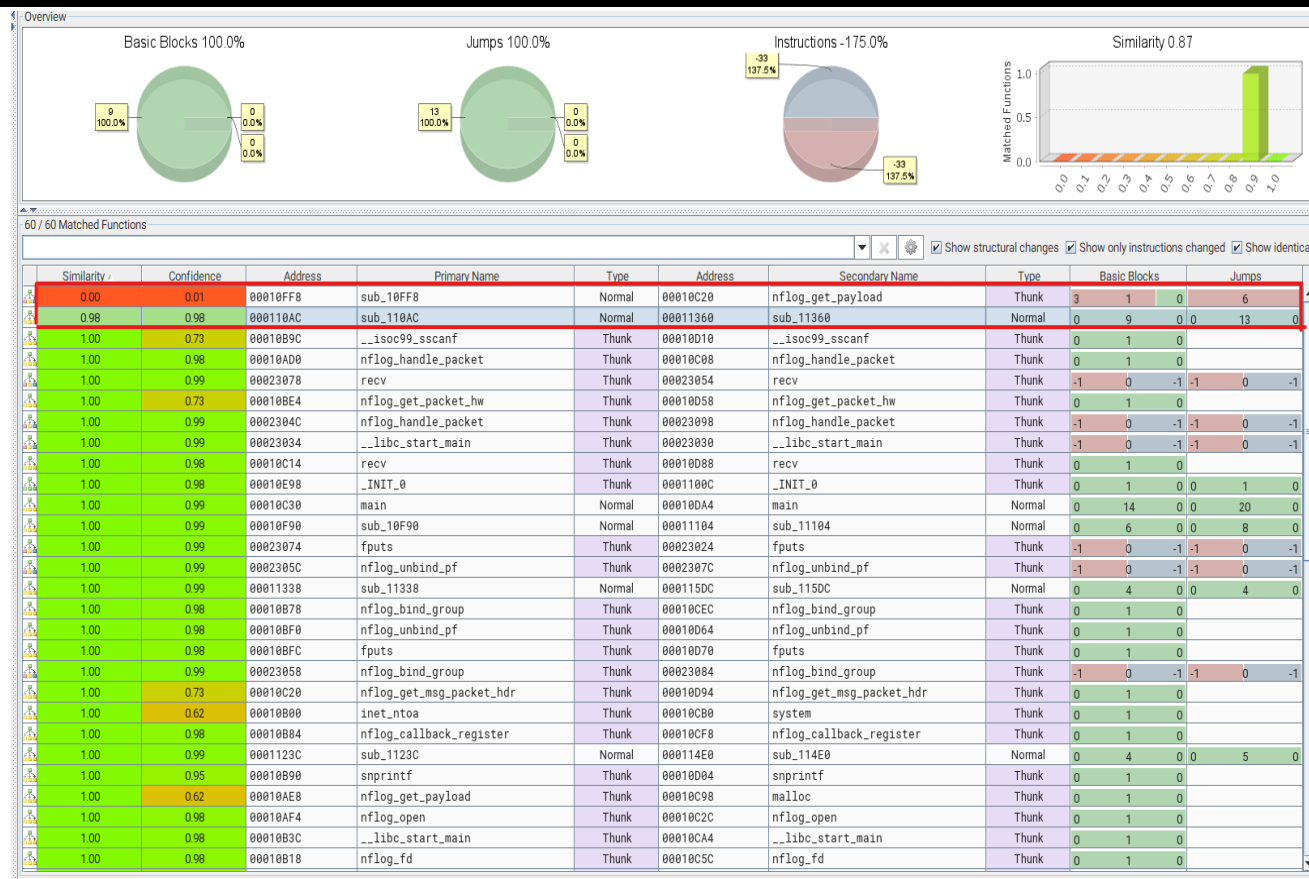 Overview
Basic Blocks 100.0% Jumps 100.0% Instructions -175.0% Similarity 0.87
9 100.0% 0 0.0% 0 0.0% 13 100.0% 0 0.0% 0 0.0% -33 137.5% -33 137.5%
Matched Functions 1.0 0.5 0.0
0.0 0.1 0.2 0.3 0.4 0.5 0.6 0.7 0.8 0.9 1.0
60 / 60 Matched Functions
Show structural changes Show only instructions changed Show identica
Similarity Confidence Address Primary Name Type Address Secondary Name Type Basic Blocks Jumps
0.00 0.01 00010FF8 sub_10FF8 Normal 00010C20 nflog_get_payload Thunk 3 1 0 6
0.98 0.98 000110AC sub_110AC Normal 00011360 sub_11360 Normal 0 9 0 0 13 0
1.00 0.73 00010B9C __isoc99_sscanf Thunk 00010D10 __isoc99_sscanf Thunk 0 1 0
1.00 0.98 00010AD0 nflog_handle_packet Thunk 00010C08 nflog_handle_packet Thunk 0 1 0
1.00 0.99 00023078 recv Thunk 00023054 recv Thunk -1 0 -1 -1 0 -1
1.00 0.73 00010BE4 nflog_get_packet_hw Thunk 00010D58 nflog_get_packet_hw Thunk 0 1 0
1.00 0.99 0002304C nflog_handle_packet Thunk 00023098 nflog_handle_packet Thunk -1 0 -1 -1 0 -1
1.00 0.99 00023034 __libc_start_main Thunk 00023030 __libc_start_main Thunk -1 0 -1 -1 0 -1
1.00 0.98 00010C14 recv Thunk 00010D88 recv Thunk 0 1 0
1.00 0.98 00010E98 _INIT_0 Thunk 0001100C _INIT_0 Thunk 0 1 0 0 1 0
1.00 0.99 00010C30 main Normal 00010DA4 main Normal 0 14 0 0 20 0
1.00 0.99 00010F90 sub_10F90 Normal 00011104 sub_11104 Normal 0 6 0 0 8 0
1.00 0.99 00023074 fputs Thunk 00023024 fputs Thunk -1 0 -1 -1 0 -1
1.00 0.99 0002305C nflog_unbind_pf Thunk 0002307C nflog_unbind_pf Thunk -1 0 -1 -1 0 -1
1.00 0.99 00011338 sub_11338 Normal 000115DC sub_115DC Normal 0 4 0 0 4 0
1.00 0.98 00010B78 nflog_bind_group Thunk 00010CEC nflog_bind_group Thunk 0 1 0
1.00 0.98 00010BF0 nflog_unbind_pf Thunk 00010D64 nflog_unbind_pf Thunk 0 1 0
1.00 0.98 00010BFC fputs Thunk 00010D70 fputs Thunk 0 1 0
1.00 0.99 00023058 nflog_bind_group Thunk 00023084 nflog_bind_group Thunk -1 0 -1 -1 0 -1
1.00 0.73 00010C20 nflog_get_msg_packet_hdr Thunk 00010D94 nflog_get_msg_packet_hdr Thunk 0 1 0
1.00 0.62 00010B00 inet_ntoa Thunk 00010CB0 system Thunk 0 1 0
1.00 0.98 00010B84 nflog_callback_register Thunk 00010CF8 nflog_callback_register Thunk 0 1 0
1.00 0.99 0001123C sub_1123C Normal 000114E0 sub_114E0 Normal 0 4 0 0 5 0
1.00 0.95 00010B90 snprintf Thunk 00010D04 snprintf Thunk 0 1 0
1.00 0.62 00010AE8 nflog_get_payload Thunk 00010C98 malloc Thunk 0 1 0
1.00 0.98 00010AF4 nflog_open Thunk 00010C2C nflog_open Thunk 0 1 0
1.00 0.98 00010B3C __libc_start_main Thunk 00010CA4 __libc_start_main Thunk 0 1 0
1.00 0.98 00010B18 nflog_fd Thunk 00010C5C nflog_fd Thunk 0 1 0